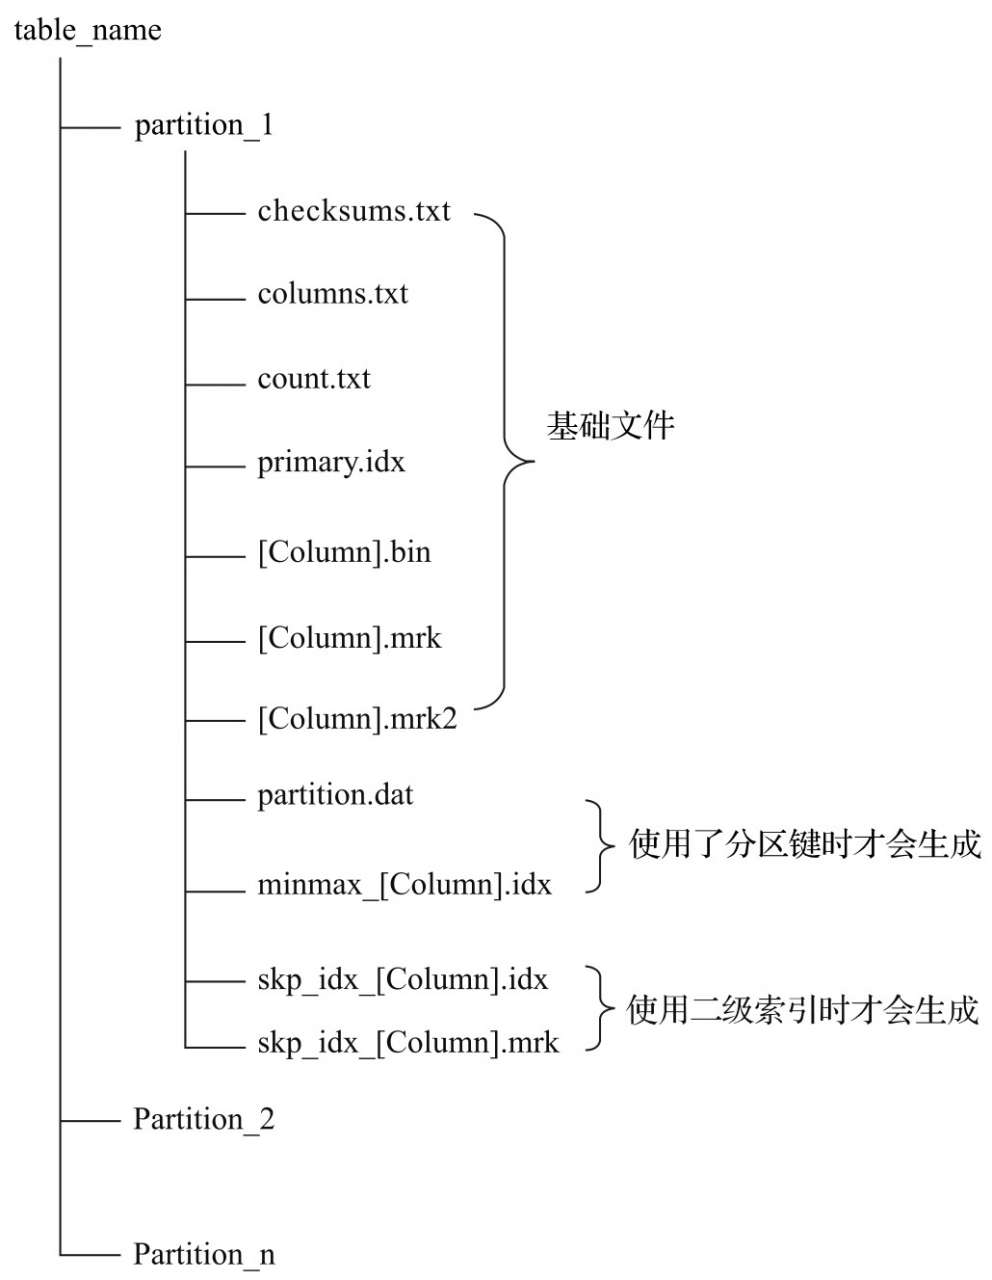 table_name
partition_1
checksums.txt
columns.txt
count.txt
基础文件
primary.idx
[Column].bin
[Column].mrk
[Column].mrk2
partition.dat
使用了分区键时才会生成
minmax_[Column].idx
skp_idx_[Column].idx
使用二级索引时才会生成
skp_idx_[Column].mrk
Partition_2
Partition_n